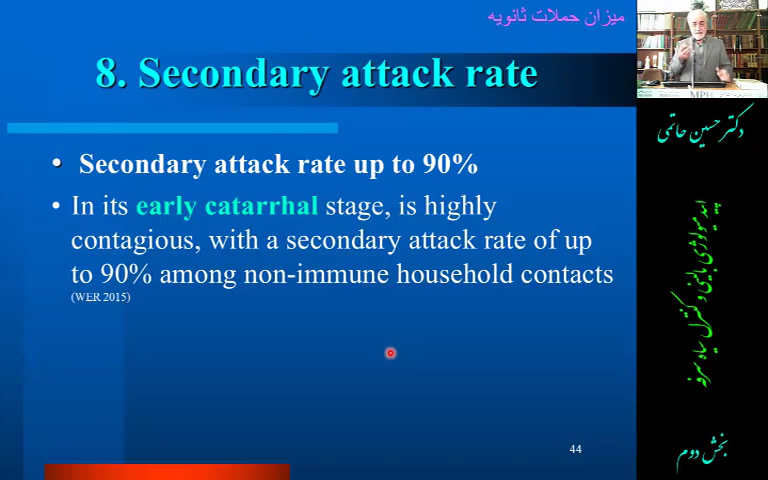 میزان حملات ثانویه
8. Secondary attack rate
• Secondary attack rate up to 90%
• In its early catarrhal stage, is highly
contagious, with a secondary attack rate of up
to 90% among non-immune household contacts
(WER 2015)
44
MPH
دکتر حسین حاتمی
اپیدمیولوژی بالینی و کنترل سیاه سرفه
بخش دوم